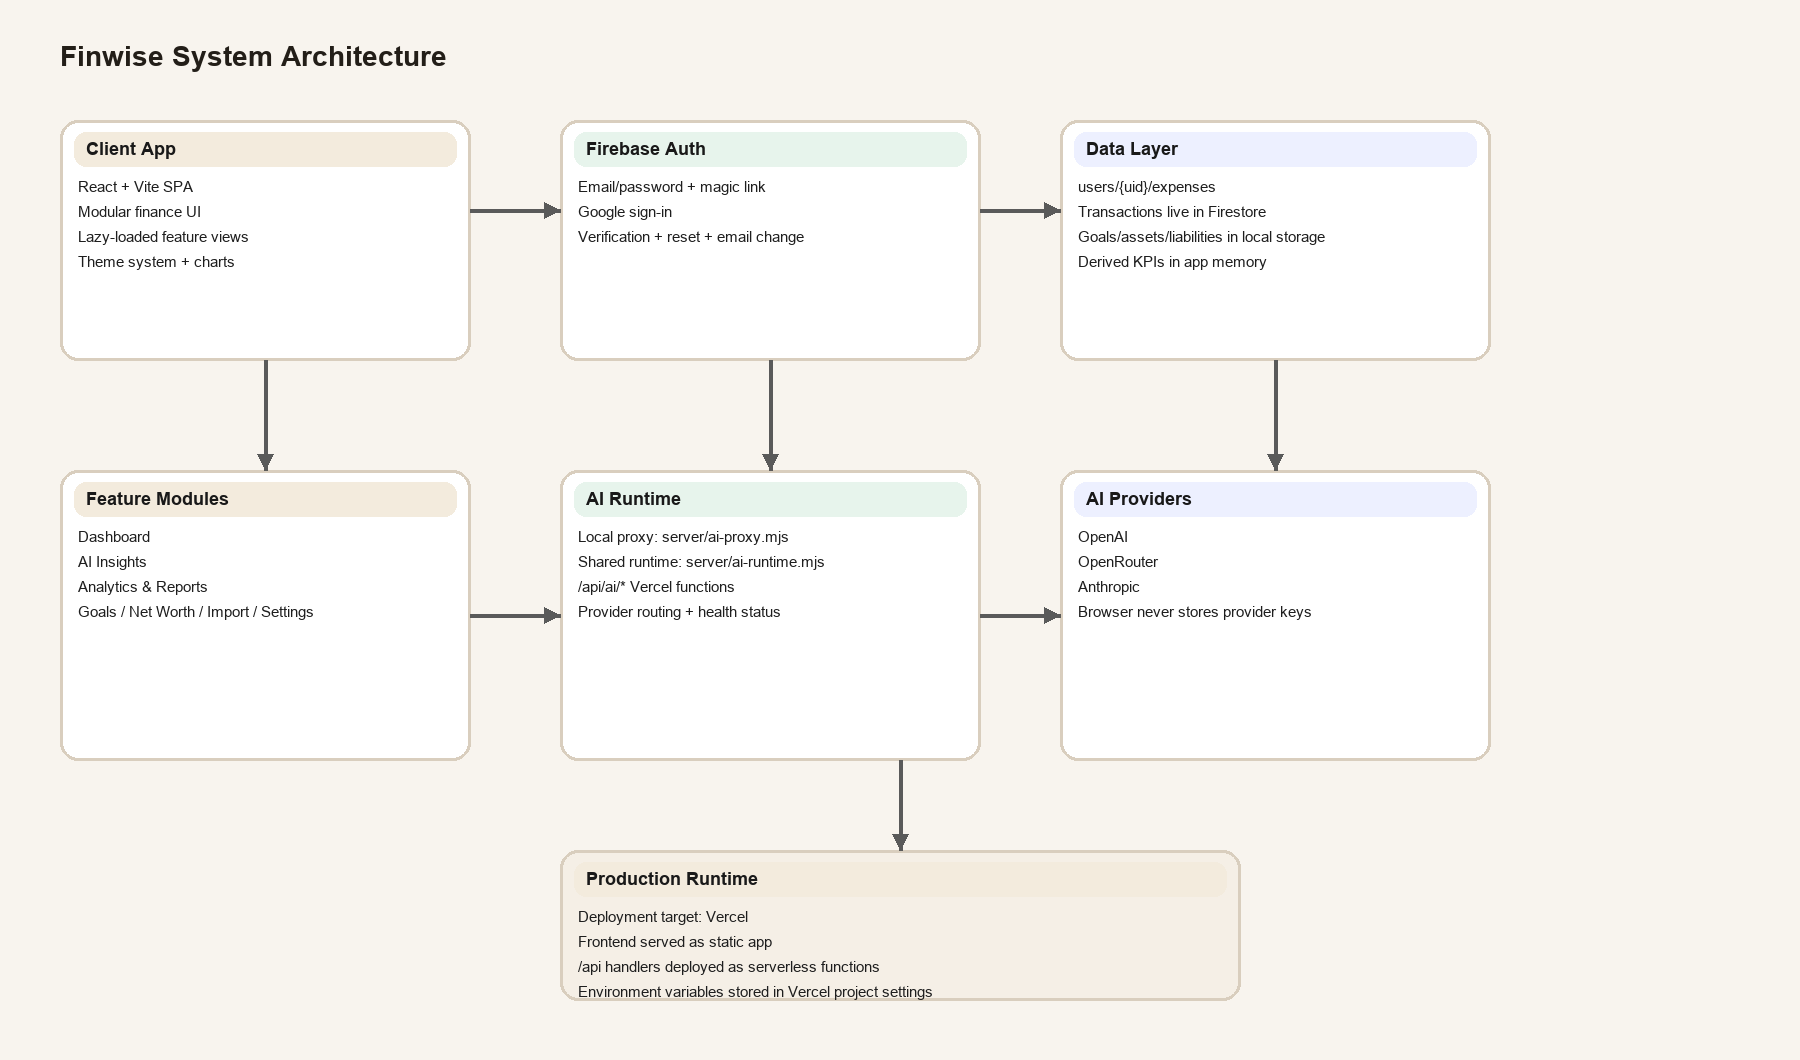 Finwise System Architecture
Client App
React + Vite SPA
Modular finance UI
Lazy-loaded feature views
Theme system + charts
Firebase Auth
Email/password + magic link
Google sign-in
Verification + reset + email change
Data Layer
users/{uid}/expenses
Transactions live in Firestore
Goals/assets/liabilities in local storage
Derived KPIs in app memory
Feature Modules
Dashboard
AI Insights
Analytics & Reports
Goals / Net Worth / Import / Settings
AI Runtime
Local proxy: server/ai-proxy.mjs
Shared runtime: server/ai-runtime.mjs
/api/ai/* Vercel functions
Provider routing + health status
AI Providers
OpenAI
OpenRouter
Anthropic
Browser never stores provider keys
Production Runtime
Deployment target: Vercel
Frontend served as static app
/api handlers deployed as serverless functions
Environment variables stored in Vercel project settings